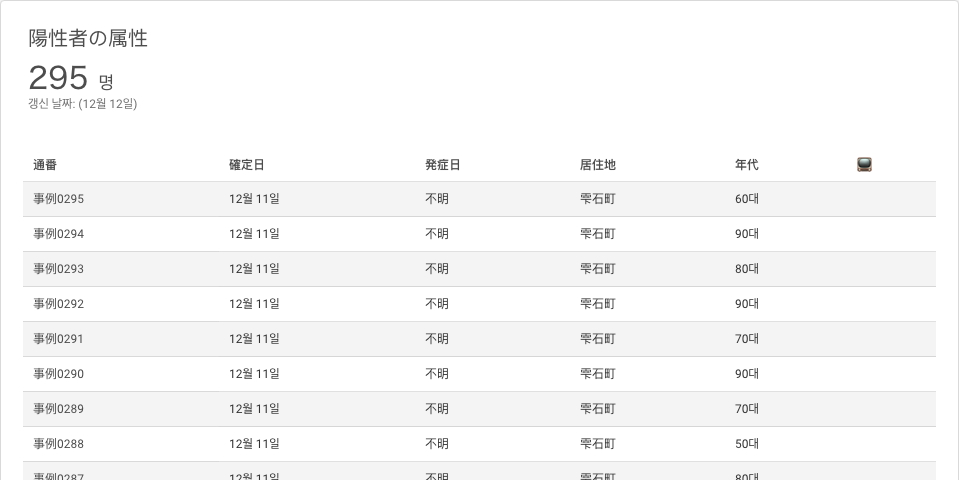 陽性者の属性
295 명
갱신 날짜: (12월 12일)
通番 確定日 発症日 居住地 年代
事例0295 12월 11일 不明 雫石町 60대
事例0294 12월 11일 不明 雫石町 90대
事例0293 12월 11일 不明 雫石町 80대
事例0292 12월 11일 不明 雫石町 90대
事例0291 12월 11일 不明 雫石町 70대
事例0290 12월 11일 不明 雫石町 90대
事例0289 12월 11일 不明 雫石町 70대
事例0288 12월 11일 不明 雫石町 50대
事例0287 12월 11일 不明 雫石町 80대